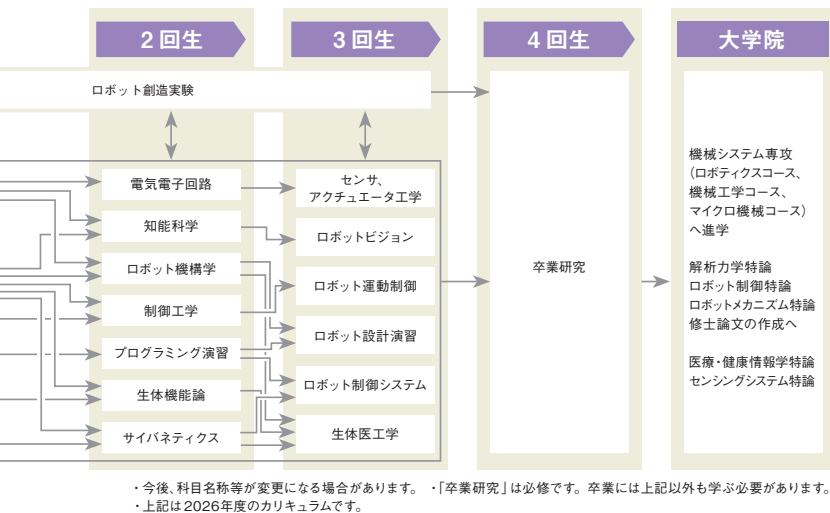 2回生
3回生
4回生
大学院
ロボット創造実験
電気電子回路
知能科学
ロボット機構学
制御工学
プログラミング演習
生体機能論
サイバネティクス
センサ、
アクチュエータ工学
ロボットビジョン
ロボット運動制御
ロボット設計演習
ロボット制御システム
生体医工学
卒業研究
機械システム専攻
(ロボティクスコース、
機械工学コース、
マイクロ機械コース)
へ進学
解析力学特論
ロボット制御特論
ロボットメカニズム特論
修士論文の作成へ
医療・健康情報学特論
センシングシステム特論
・今後、科目名称等が変更になる場合があります。 ・「卒業研究」は必修です。卒業には上記以外も学ぶ必要があります。
・上記は2026年度のカリキュラムです。